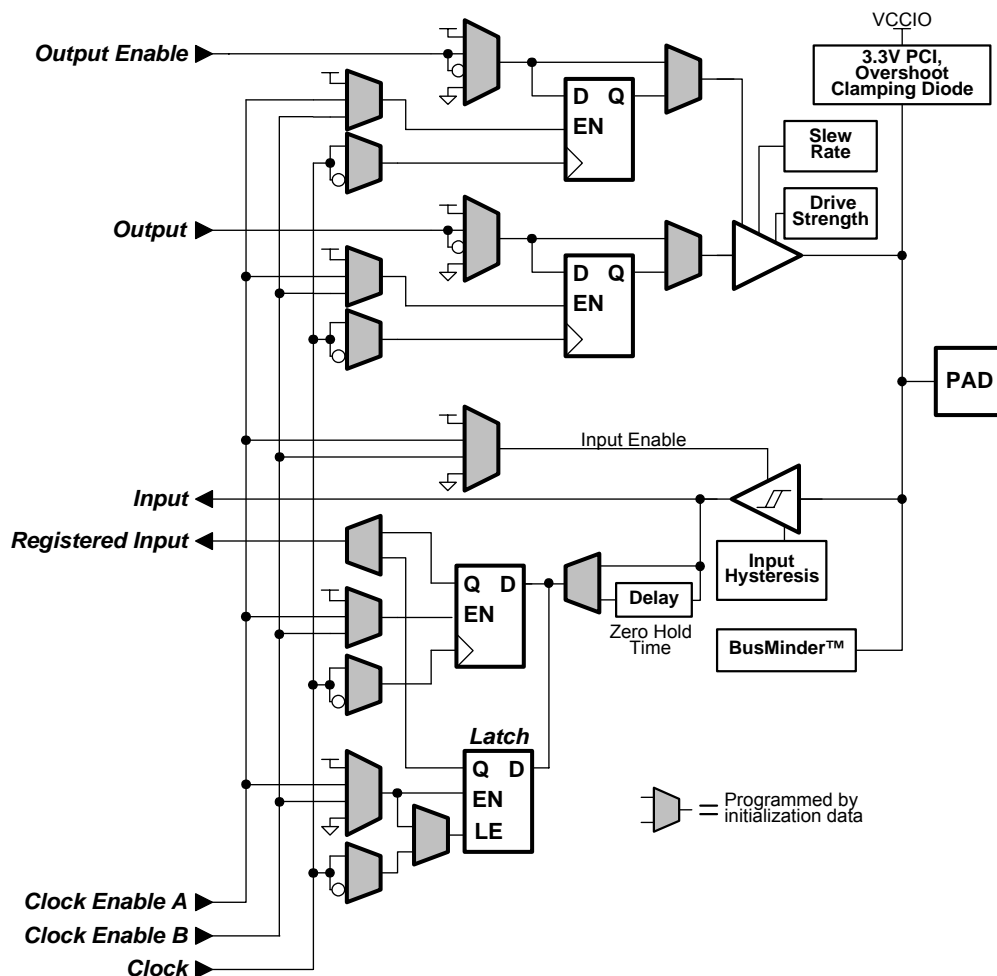 VCCIO
Output Enable
3.3V PCI,
Overshoot
Clamping Diode
D Q
EN
Slew
Rate
Drive
Strength
Output
D Q
EN
PAD
Input Enable
Input
Registered Input
Input
Hysteresis
Q D
EN
Delay
Zero Hold
Time
BusMinder™
Latch
Q D
EN
LE
= Programmed by
initialization data
Clock Enable A
Clock Enable B
Clock